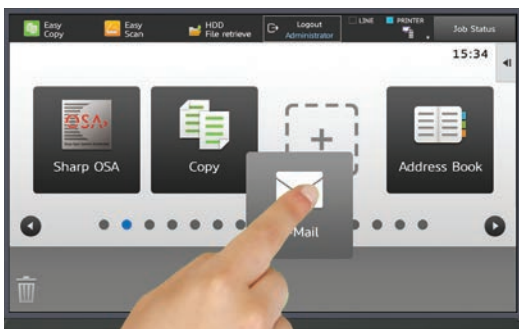 Easy
Copy
Easy
Scan
HDD
File retrieve
Logout
Administrator
LINE
PRINTER
Job Status
15:34
Sharp OSA
OSA
Copy
Mail
Address Book